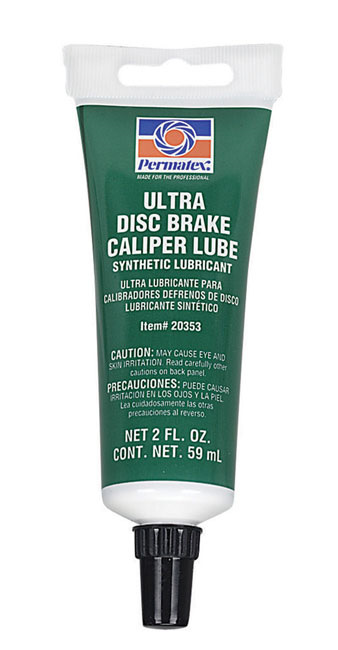 Permatex®
MADE FOR THE PROFESSIONAL
ULTRA
DISC BRAKE
CALIPER LUBE
SYNTHETIC LUBRICANT
ULTRA LUBRICANTE PARA
CALIBRADORES DEFRENOS DE DISCO
LUBRICANTE SINTÉTICO
Item# 20353
CAUTION: MAY CAUSE EYE AND
SKIN IRRITATION. Read carefully other
cautions on back panel.
PRECAUCIONES: PUEDE CAUSAR
IRRITACIÓN EN LOS OJOS Y LA PIEL
Lea cuidadosamente las otras
precauciones al reverso.
NET 2 FL. OZ.
CONT. NET. 59 mL